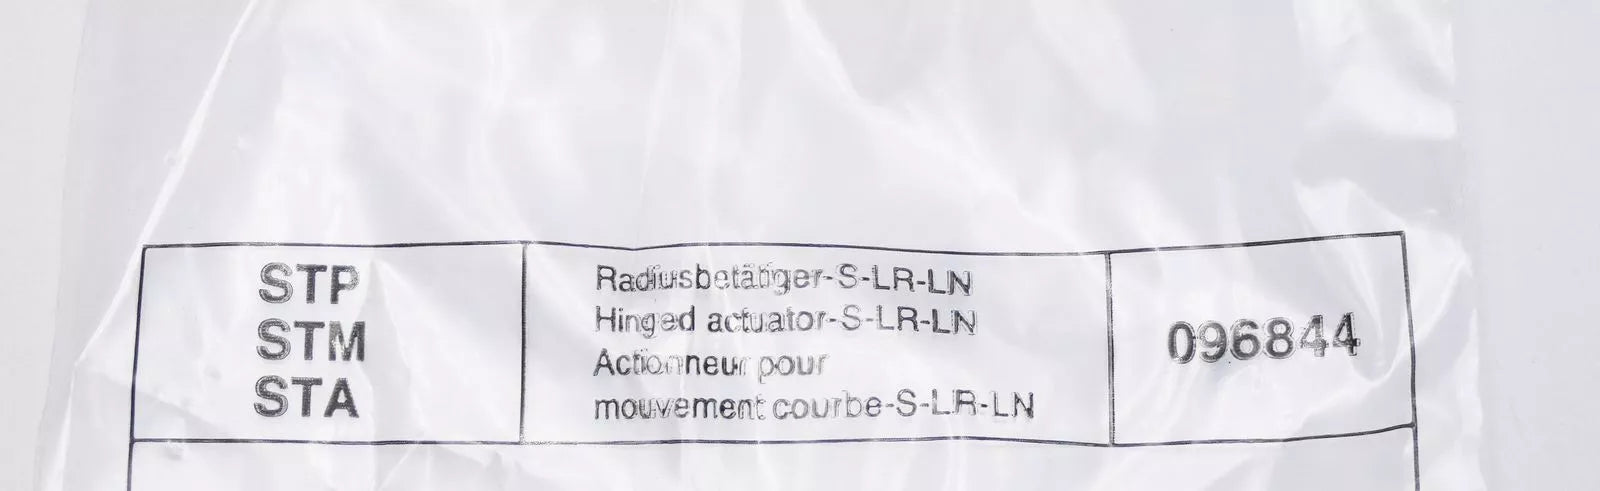 STP
STM
STA
Radiusbetätiger-S-LR-LN
Hinged actuator-S-LR-LN
Actionneur pour
mouvement courbe-S-LR-LN
096844